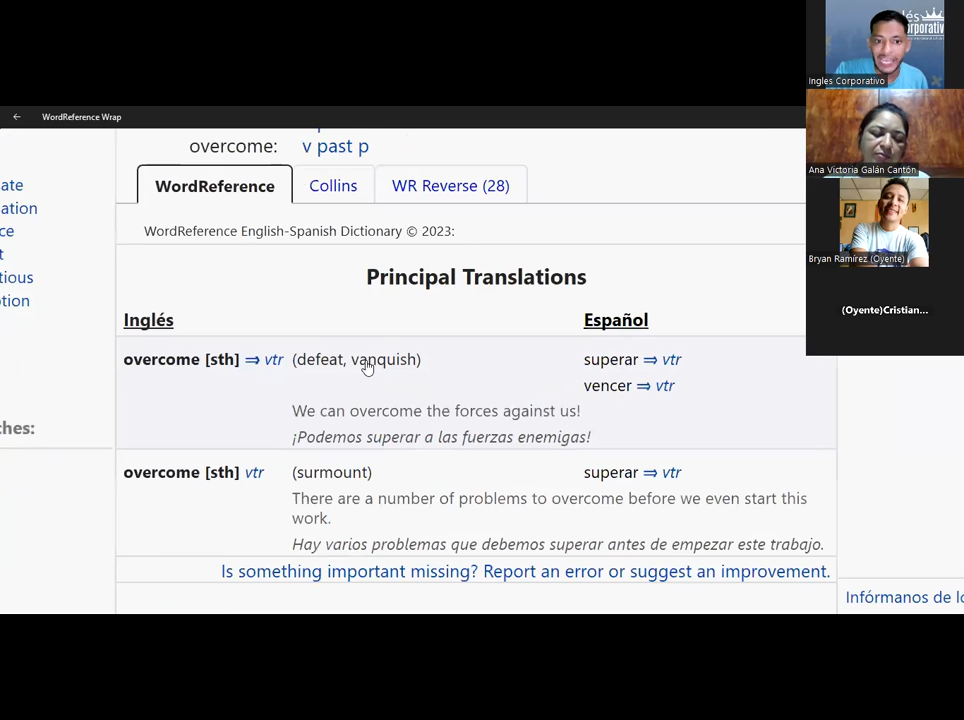 WordReference Wrap
overcome: v past p
WordReference Collins WR Reverse (28)
WordReference English-Spanish Dictionary © 2023:
Principal Translations
Inglés Español
overcome [sth] ⇒ vtr (defeat, vanquish) superar ⇒ vtr
vencer ⇒ vtr
We can overcome the forces against us!
¡Podemos superar a las fuerzas enemigas!
overcome [sth] vtr (surmount) superar ⇒ vtr
There are a number of problems to overcome before we even start this
work.
Hay varios problemas que debemos superar antes de empezar este trabajo.
Is something important missing? Report an error or suggest an improvement.
Infórmanos de lo
ate
ation
ce
t
tious
ption
ches:
Ingles Corporativo
Ana Victoria Galán Cantón
Bryan Ramírez (Oyente)
(Oyente)Cristian...